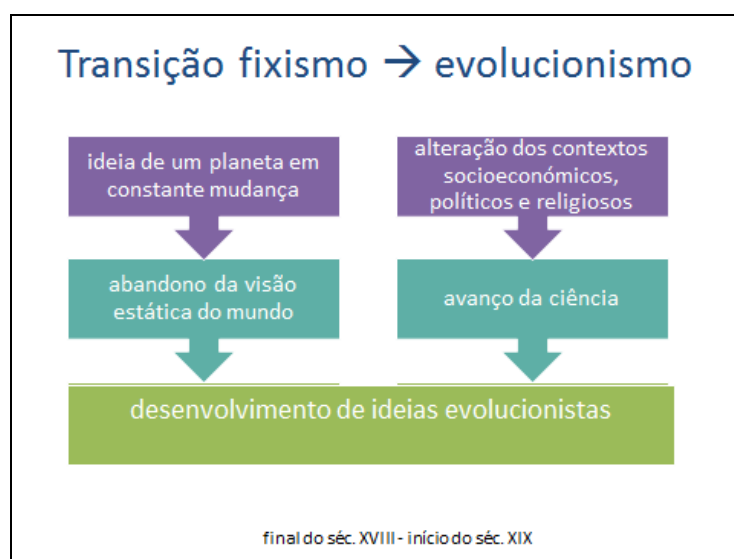 Transição fixismo → evolucionismo
ideia de um planeta em
constante mudança
alteração dos contextos
socioeconómicos,
políticos e religiosos
abandono da visão
estática do mundo
avanço da ciência
desenvolvimento de ideias evolucionistas
final do séc. XVIII - início do séc. XIX